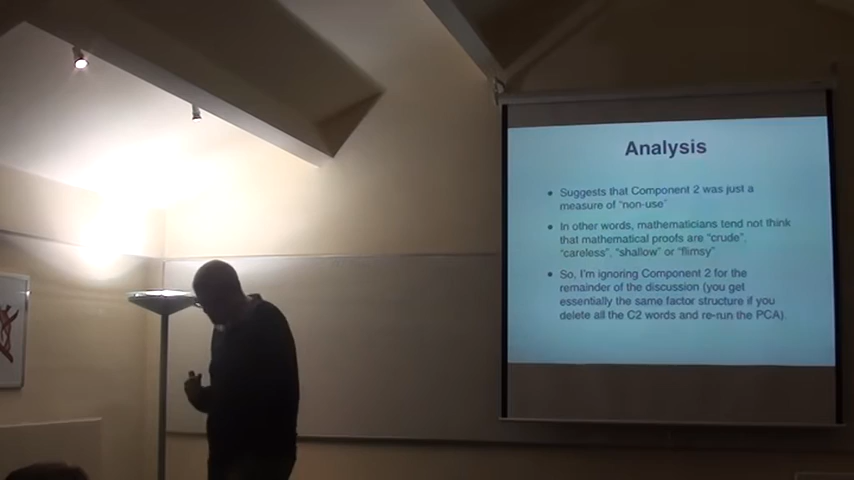 Analysis
• Suggests that Component 2 was just a
measure of "non-use"
• In other words, mathematicians tend not think
that mathematical proofs are "crude",
"careless", "shallow" or "flimsy"
• So, I'm ignoring Component 2 for the
remainder of the discussion (you get
essentially the same factor structure if you
delete all the C2 words and re-run the PCA)